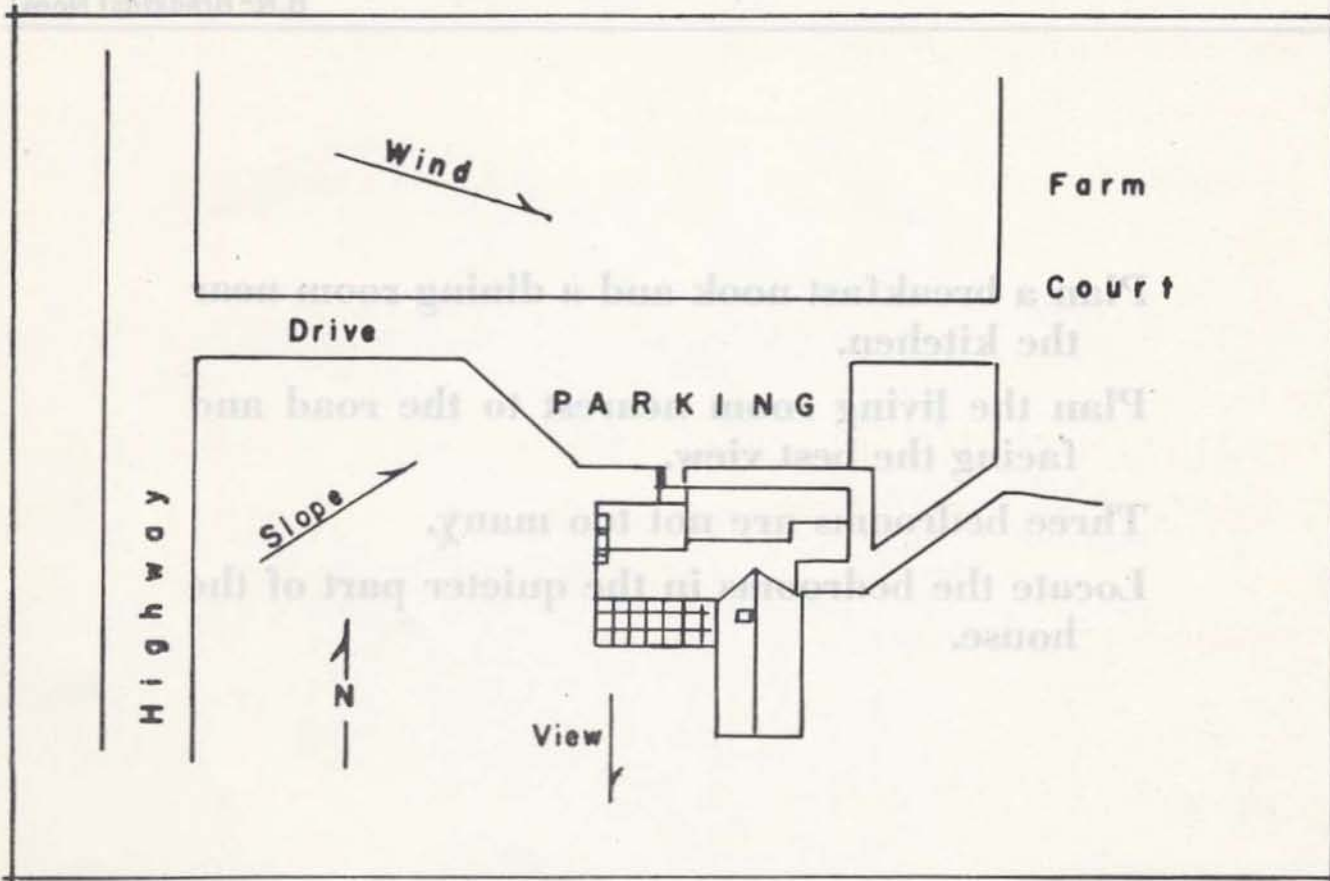 Wind
Farm
Court
Drive
PARKING
Slope
Highway
N
View
Plan a breakfast nook and a dining room near
the kitchen.
Plan the living room nearest to the road and
facing the best view.
Three bedrooms are not too many.
Locate the bedrooms in the quieter part of the
house.